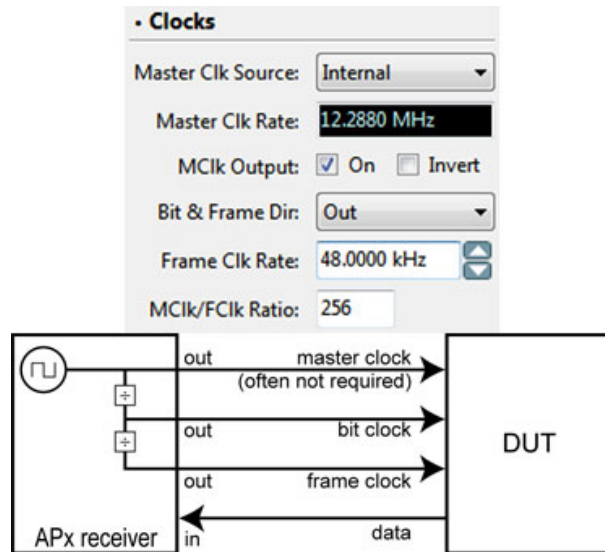 • Clocks
Master Clk Source: Internal
Master Clk Rate: 12.2880 MHz
MClk Output: On Invert
Bit & Frame Dir: Out
Frame Clk Rate: 48.0000 kHz
MClk/FClk Ratio: 256
out master clock
(often not required)
÷
out bit clock
÷
DUT
out frame clock
APx receiver in data